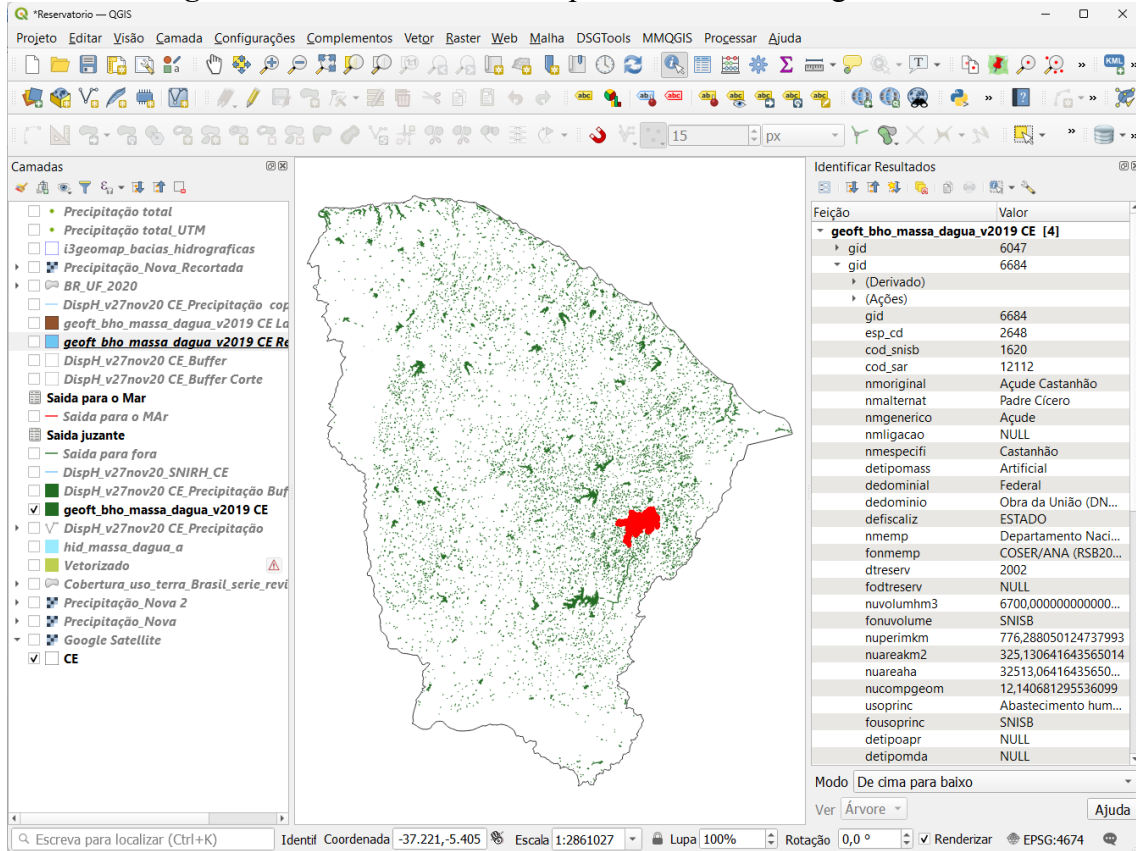 *Reservatorio — QGIS
Projeto Editar Visão Camada Configurações Complementos Vetor Raster Web Malha DSGTools MMQGIS Processar Ajuda
15 px
Camadas
Precipitação total
Precipitação total_UTM
i3geomap_bacias_hidrograficas
Precipitação_Nova_Recortada
BR_UF_2020
DispH_v27nov20 CE_Precipitação cop
geoft_bho_massa_dagua_v2019 CE La
geoft_bho_massa_dagua_v2019 CE Re
DispH_v27nov20 CE_Buffer
DispH_v27nov20 CE_Buffer Corte
Saida para o Mar
Saida para o MAr
Saida juzante
Saida para fora
DispH_v27nov20_SNIRH_CE
DispH_v27nov20 CE_Precipitação Buf
geoft_bho_massa_dagua_v2019 CE
DispH_v27nov20 CE_Precipitação
hid_massa_dagua_a
Vetorizado
Cobertura_uso_terra_Brasil_serie_revi
Precipitação_Nova 2
Precipitação_Nova
Google Satellite
CE
Identificar Resultados
Feição Valor
geoft_bho_massa_dagua_v2019 CE [4]
gid 6047
gid 6684
(Derivado)
(Ações)
gid 6684
esp_cd 2648
cod_snisb 1620
cod_sar 12112
nmoriginal Açude Castanhão
nmalternat Padre Cícero
nmgenerico Açude
nmligacao NULL
nmespecifi Castanhão
detipomass Artificial
dedominial Federal
dedominio Obra da União (DN...
defiscaliz ESTADO
nmemp Departamento Naci...
fonmemp COSER/ANA (RSB20...
dtreserv 2002
fodtreserv NULL
nuvolumhm3 6700,000000000000...
fonuvolume SNISB
nuperimkm 776,288050124737993
nuareakm2 325,130641643565014
nuareaha 32513,06416435650...
nucompgeom 12,140681295536099
usoprinc Abastecimento hum...
fousoprinc SNISB
detipoapr NULL
detipomda NULL
Modo De cima para baixo
Ver Árvore Ajuda
Escreva para localizar (Ctrl+K) Identif Coordenada -37.221,-5.405 Escala 1:2861027 Lupa 100% Rotação 0,0 ° Renderizar EPSG:4674